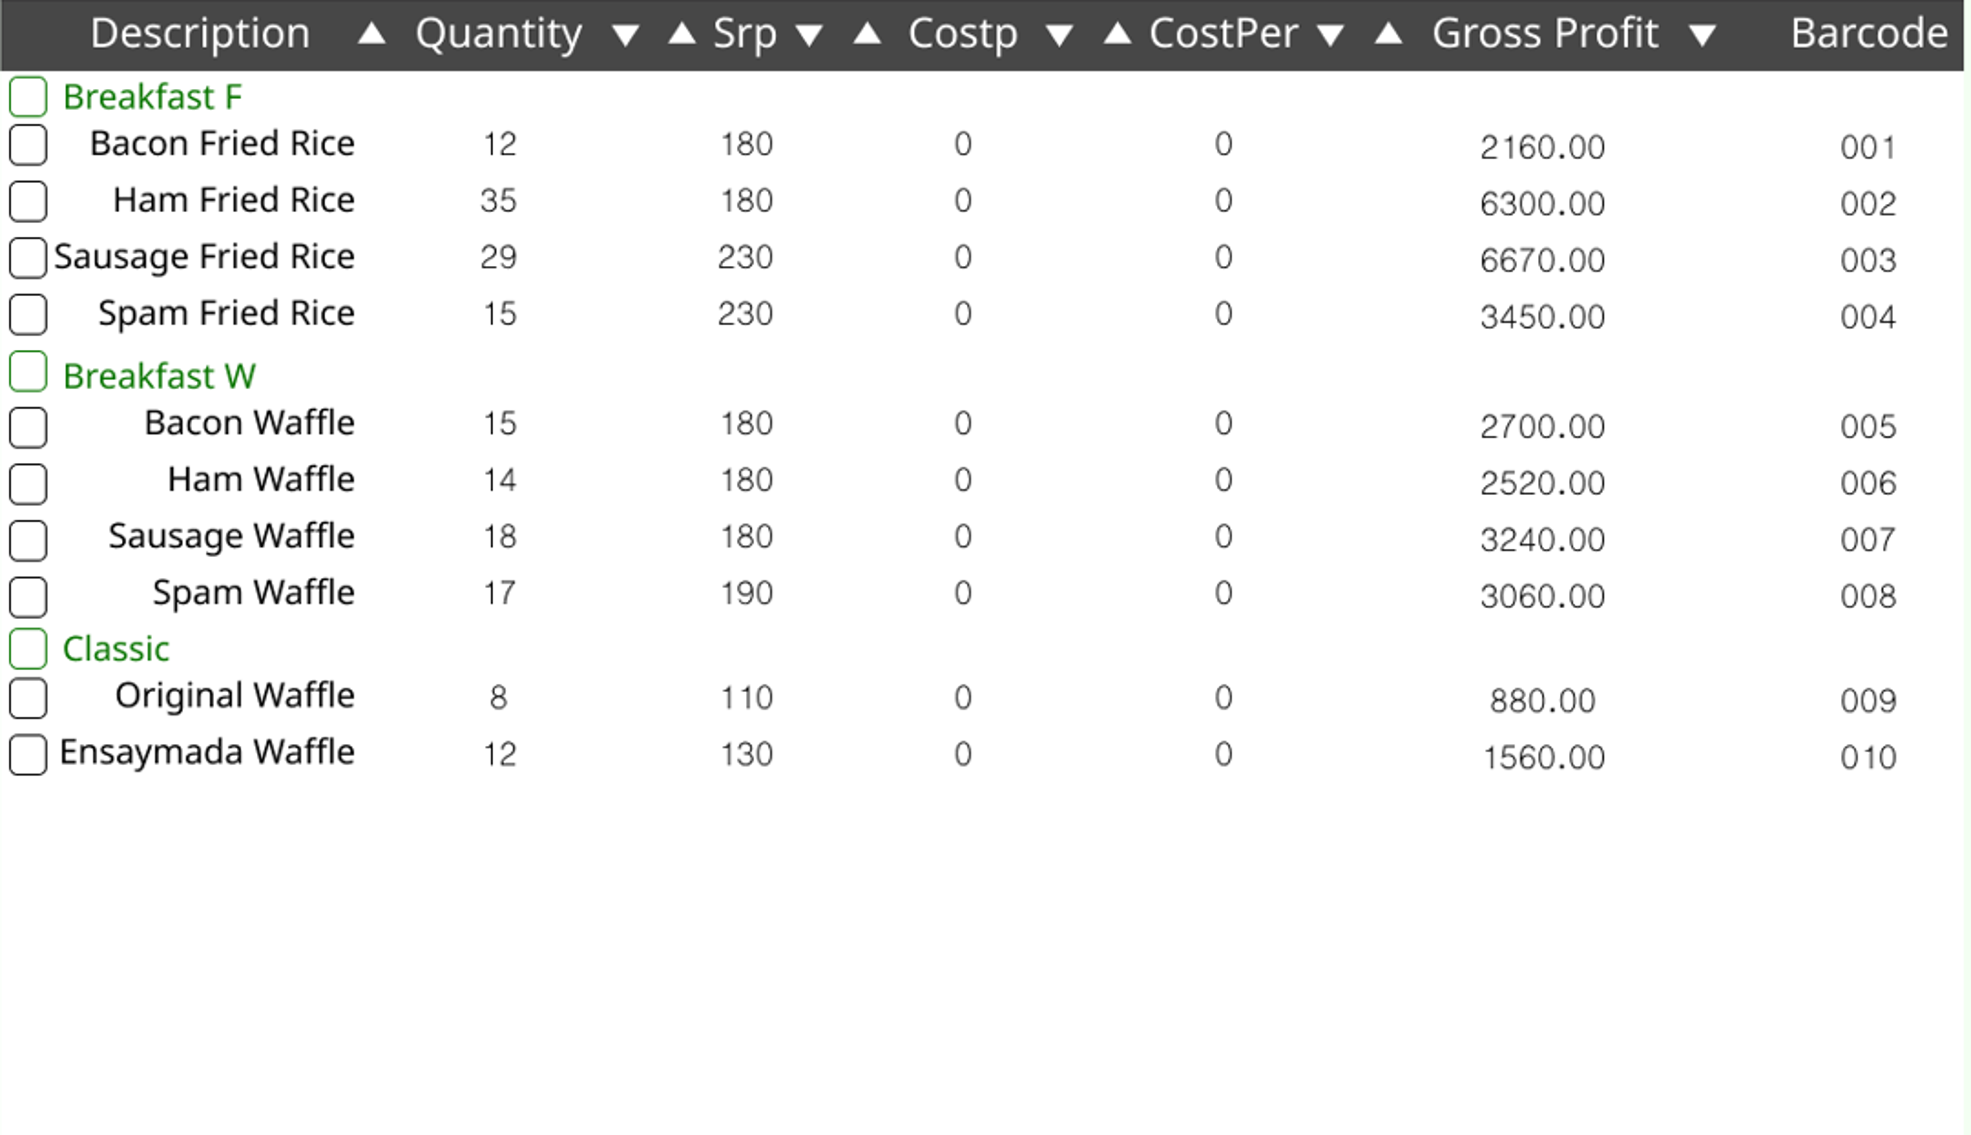 Description ▲ Quantity ▼ ▲ Srp ▼ ▲ Costp ▼ ▲ CostPer ▼ ▲ Gross Profit ▼ Barcode
Breakfast F
Bacon Fried Rice 12 180 0 0 2160.00 001
Ham Fried Rice 35 180 0 0 6300.00 002
Sausage Fried Rice 29 230 0 0 6670.00 003
Spam Fried Rice 15 230 0 0 3450.00 004
Breakfast W
Bacon Waffle 15 180 0 0 2700.00 005
Ham Waffle 14 180 0 0 2520.00 006
Sausage Waffle 18 180 0 0 3240.00 007
Spam Waffle 17 190 0 0 3060.00 008
Classic
Original Waffle 8 110 0 0 880.00 009
Ensaymada Waffle 12 130 0 0 1560.00 010